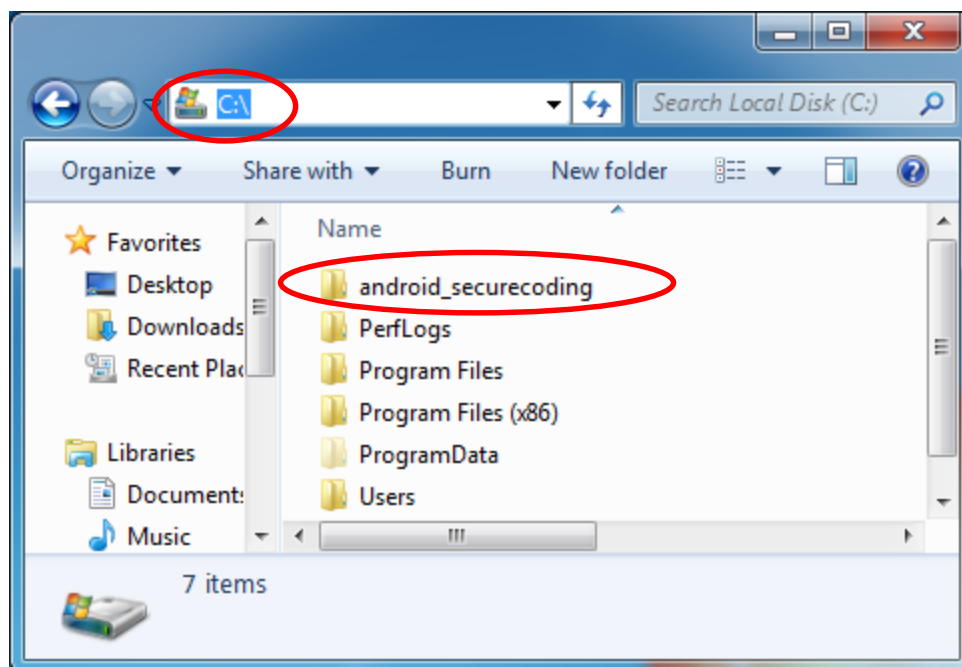 C:\
Search Local Disk (C:)
Organize Share with Burn New folder
Name
Favorites
Desktop
Downloads
Recent Plac
Libraries
Documents
Music
android_securecoding
PerfLogs
Program Files
Program Files (x86)
ProgramData
Users
7 items